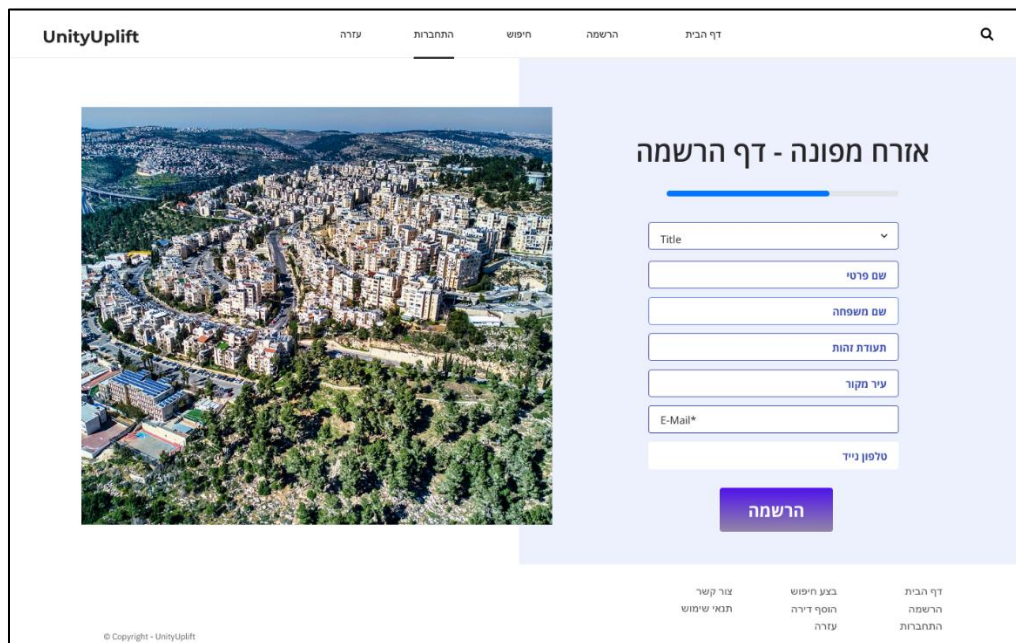 UnityUplift
דף הבית
הרשמה
חיפוש
התחברות
עזרה
אזרח מפונה - דף הרשמה
Title
שם פרטי
שם משפחה
תעודת זהות
עיר מקור
E-Mail*
טלפון נייד
הרשמה
דף הבית
הרשמה
התחברות
בצע חיפוש
הוסף דירה
עזרה
צור קשר
תנאי שימוש
© Copyright - UnityUplift